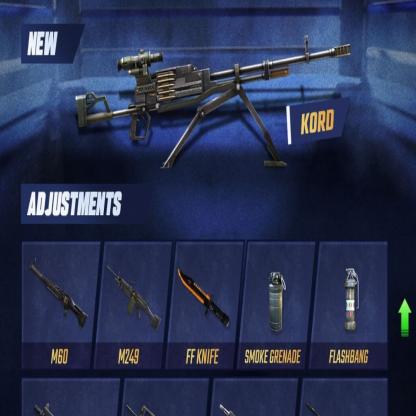 NEW
KORD
ADJUSTMENTS
M60
M249
FF KNIFE
SMOKE GRENADE
FLASHBANG